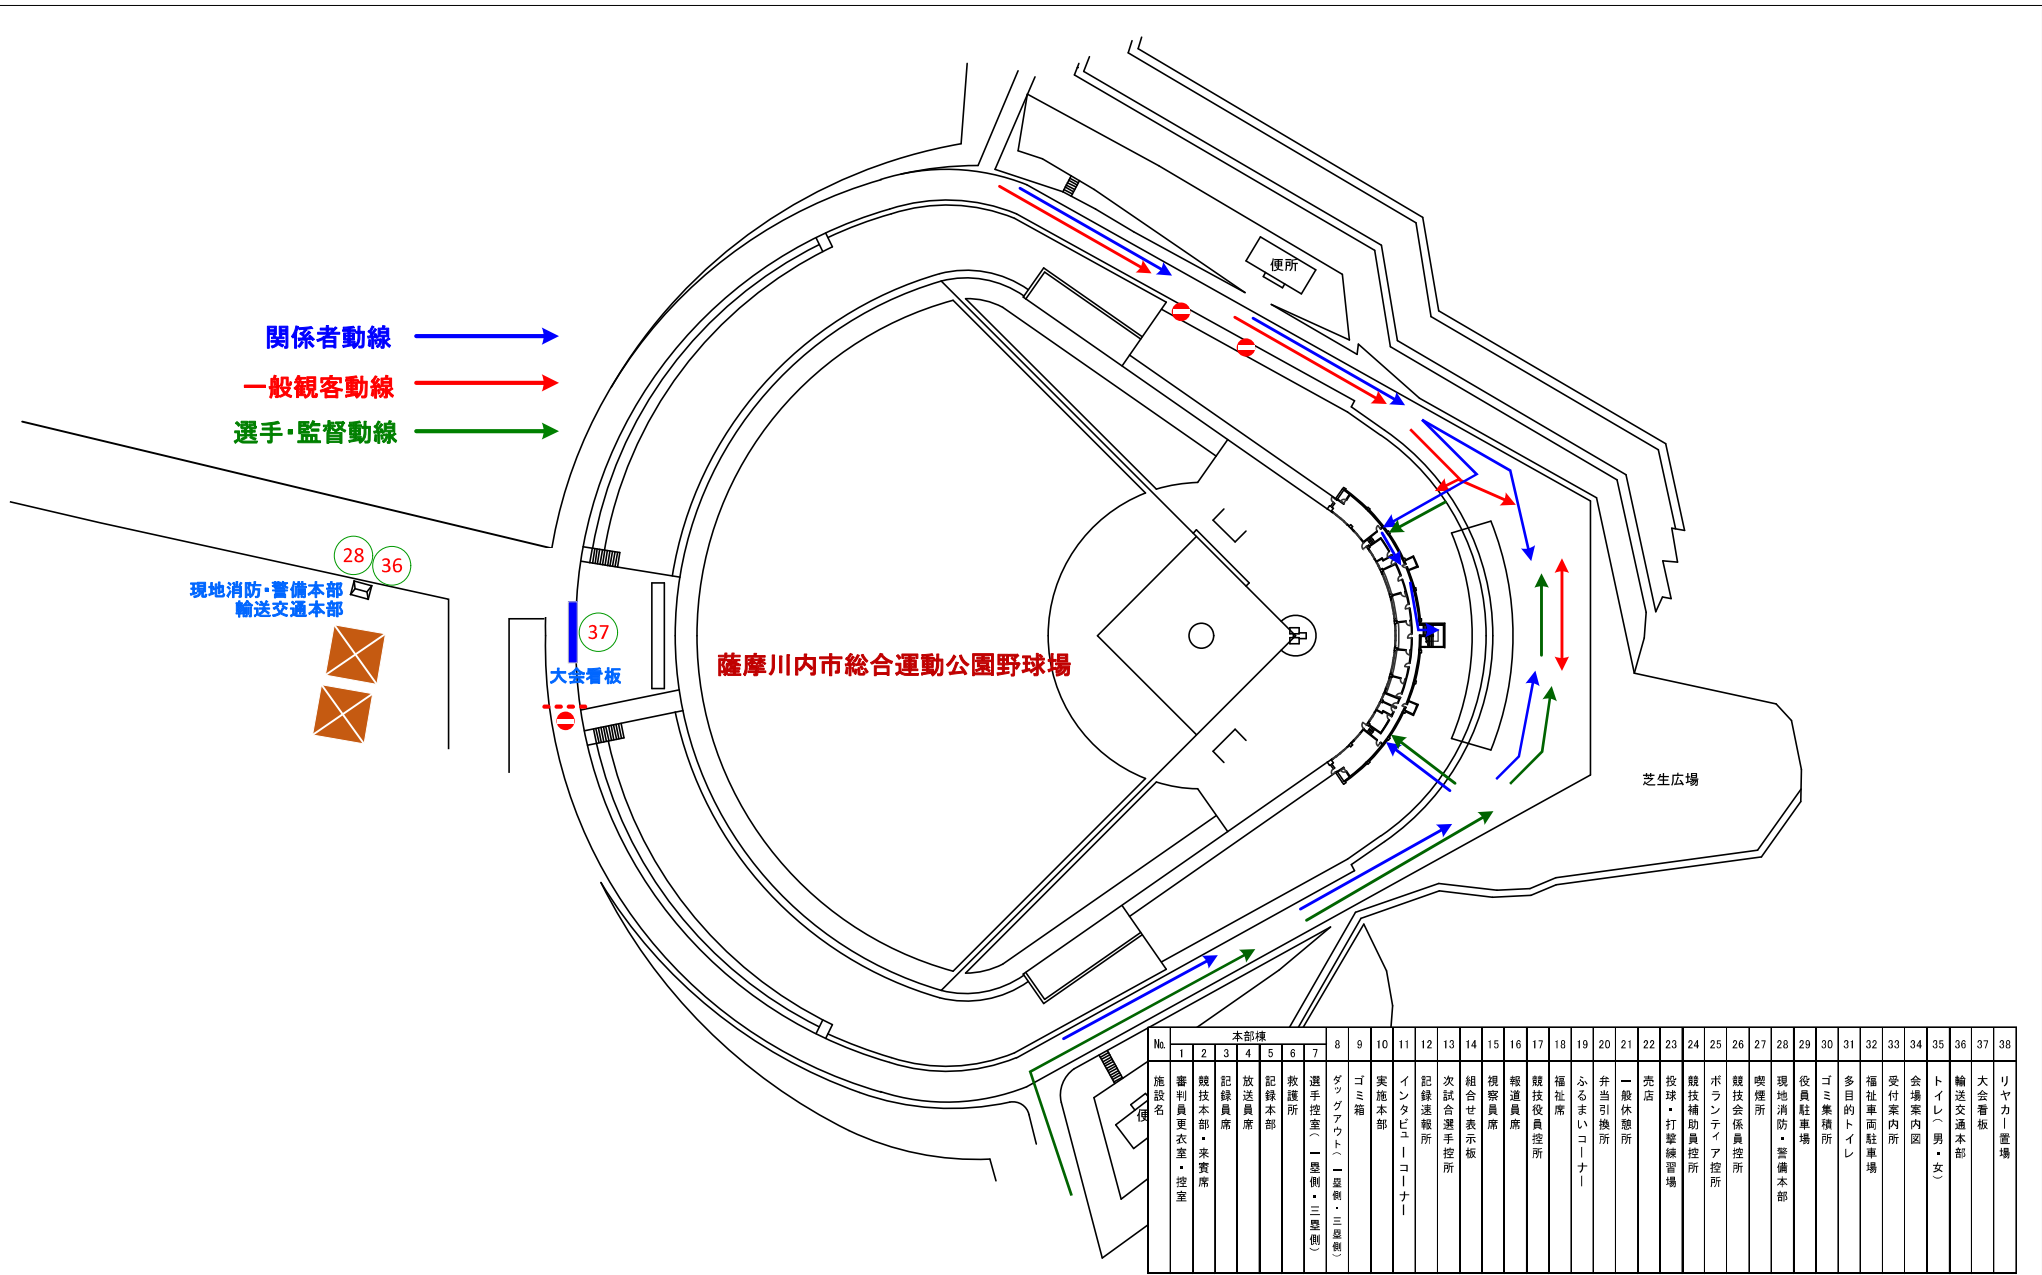 便所
関係者動線
一般観客動線
選手・監督動線
28
36
現地消防・警備本部
輸送交通本部
37
大会看板
薩摩川内市総合運動公園野球場
芝生広場
便
№ 施設名
本部棟
1 審判員更衣室・控室
2 競技本部・来賓席
3 記録員席
4 放送員席
5 記録本部
6 救護所
7 選手控室(一塁側・三塁側)
8 ダッグアウト(一塁側・三塁側)
9 ゴミ箱
10 実施本部
11 インタビューコーナー
12 記録速報所
13 次試合選手控所
14 組合せ表示板
15 視察員席
16 報道員席
17 競技役員控所
18 福祉席
19 ふるまいコーナー
20 弁当引換所
21 一般休憩所
22 売店
23 投球・打撃練習場
24 競技補助員控所
25 ボランティア控所
26 競技会係員控所
27 喫煙所
28 現地消防・警備本部
29 役員駐車場
30 ゴミ集積所
31 多目的トイレ
32 福祉車両駐車場
33 受付案内所
34 会場案内図
35 トイレ(男・女)
36 輸送交通本部
37 大会看板
38 リヤカー置場